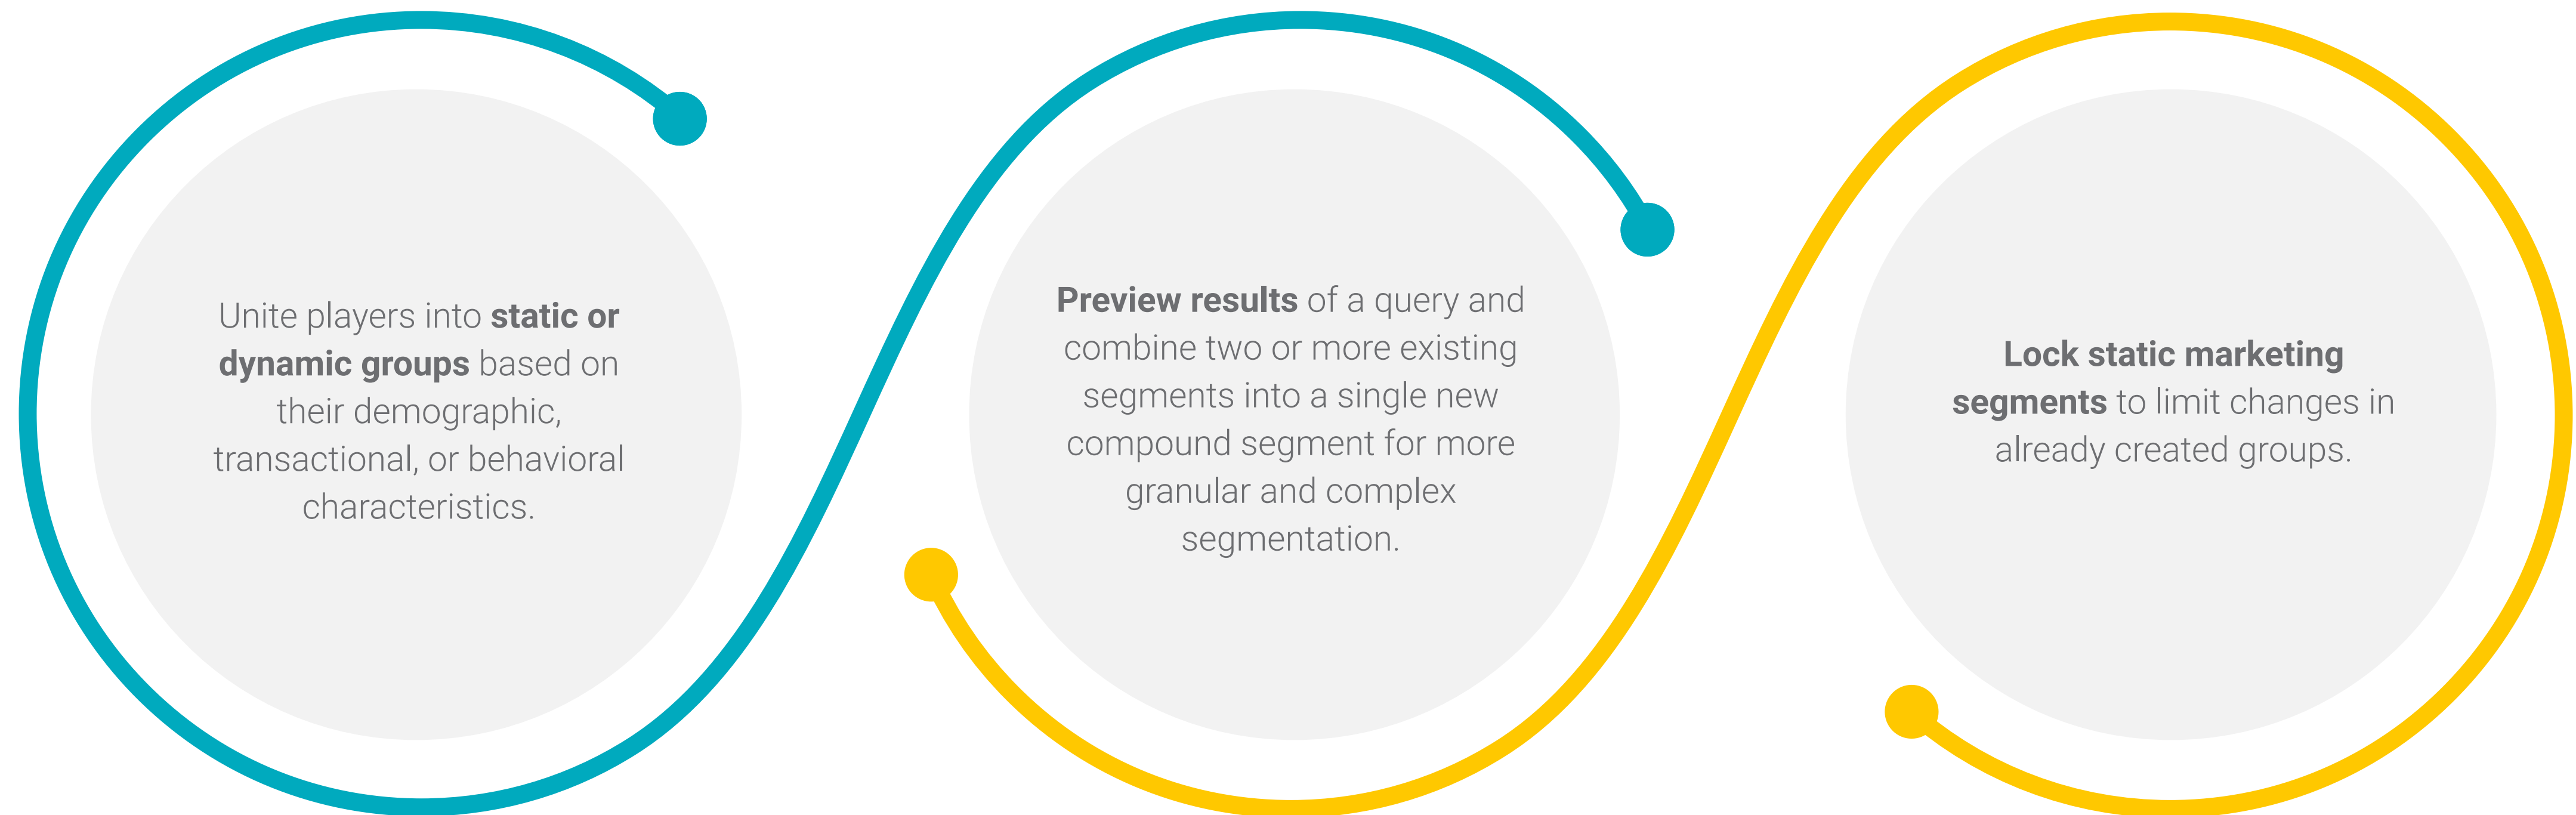 Unite players into static or
dynamic groups based on
their demographic,
transactional, or behavioral
characteristics.
Preview results of a query and
combine two or more existing
segments into a single new
compound segment for more
granular and complex
segmentation.
Lock static marketing
segments to limit changes in
already created groups.